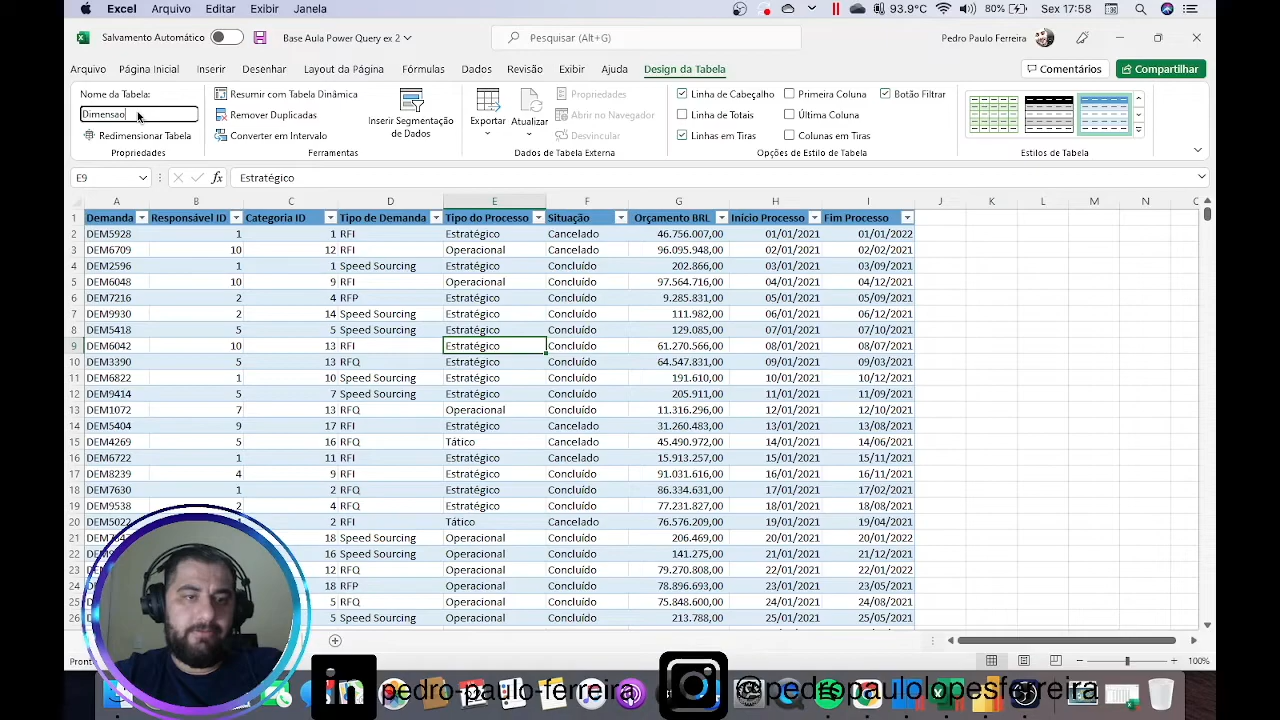 Excel Arquivo Editar Exibir Janela 93.9°C 80% Sex 17:58
Salvamento Automático Base Aula Power Query ex 2 Pesquisar (Alt+G) Pedro Paulo Ferreira
Arquivo Página Inicial Inserir Desenhar Layout da Página Fórmulas Dados Revisão Exibir Ajuda Design da Tabela Comentários Compartilhar
Nome da Tabela: Resumir com Tabela Dinâmica Propriedades Linha de Cabeçalho Primeira Coluna Botão Filtrar
Dimensao Remover Duplicadas Exportar Atualizar Abrir no Navegador Linha de Totais Última Coluna
Redimensionar Tabela Converter em Intervalo de Dados Desvincular Linhas em Tiras Colunas em Tiras
Propriedades Ferramentas Dados de Tabela Externa Opções de Estilo de Tabela Estilos de Tabela
E9 fx Estratégico
A B C D E F G H I J K L M N
1 Demanda Responsável ID Categoria ID Tipo de Demanda Tipo do Processo Situação Orçamento BRL Início Processo Fim Processo
2 DEM5928 1 1 RFI Estratégico Cancelado 46.756.007,00 01/01/2021 01/01/2022
3 DEM6709 10 12 RFI Operacional Cancelado 96.095.948,00 02/01/2021 02/02/2021
4 DEM2596 1 1 Speed Sourcing Estratégico Concluído 202.866,00 03/01/2021 03/09/2021
5 DEM6048 10 9 RFI Operacional Concluído 97.564.716,00 04/01/2021 04/12/2021
6 DEM7216 2 4 RFP Estratégico Concluído 9.285.831,00 05/01/2021 05/09/2021
7 DEM9930 2 14 Speed Sourcing Estratégico Concluído 111.982,00 06/01/2021 06/12/2021
8 DEM5418 5 5 Speed Sourcing Estratégico Concluído 129.085,00 07/01/2021 07/10/2021
9 DEM6042 10 13 RFI Estratégico Concluído 61.270.566,00 08/01/2021 08/07/2021
10 DEM3390 5 13 RFQ Estratégico Concluído 64.547.831,00 09/01/2021 09/03/2021
11 DEM6822 1 10 Speed Sourcing Estratégico Concluído 191.610,00 10/01/2021 10/12/2021
12 DEM9414 5 7 Speed Sourcing Estratégico Concluído 205.911,00 11/01/2021 11/09/2021
13 DEM1072 7 13 RFQ Operacional Concluído 11.316.296,00 12/01/2021 12/10/2021
14 DEM5404 9 17 RFI Estratégico Cancelado 31.260.483,00 13/01/2021 13/08/2021
15 DEM4269 5 16 RFQ Tático Cancelado 45.490.972,00 14/01/2021 14/06/2021
16 DEM6722 1 11 RFI Estratégico Cancelado 15.913.257,00 15/01/2021 15/11/2021
17 DEM8239 4 9 RFI Estratégico Concluído 91.031.616,00 16/01/2021 16/11/2021
18 DEM7630 1 2 RFQ Estratégico Concluído 86.334.631,00 17/01/2021 17/02/2021
19 DEM9538 2 4 RFQ Estratégico Concluído 77.231.827,00 18/01/2021 18/08/2021
20 2 RFI Tático Cancelado 76.576.209,00 19/01/2021 19/04/2021
21 18 Speed Sourcing Operacional Concluído 206.469,00 20/01/2021 20/01/2022
22 16 Speed Sourcing Operacional Concluído 141.275,00 21/01/2021 21/12/2021
23 12 RFQ Operacional Concluído 79.270.808,00 22/01/2021 22/01/2022
24 18 RFP Operacional Concluído 78.896.693,00 23/01/2021 23/05/2021
25 5 RFQ Operacional Concluído 75.848.600,00 24/01/2021 24/08/2021
26 5 Speed Sourcing Operacional Concluído 213.788,00 25/01/2021 25/05/2021
100%
pedro-paulo-ferreira @pedropaulolopesferreira